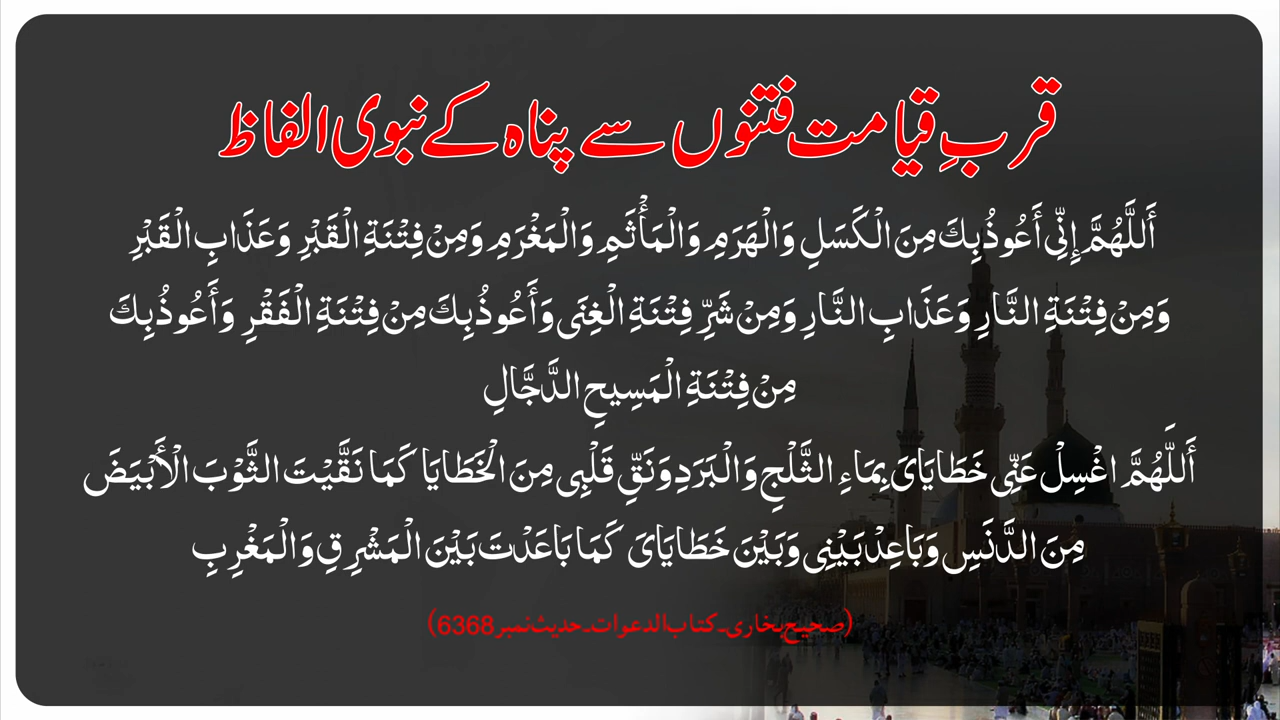 قربِ قیامت فتنوں سے پناہ کے نبوی الفاظ
أَللَّهُمَّ إِنِّى أَعُوذُ بِكَ مِنَ الْكَسَلِ وَالْهَرَمِ وَالْمَأْثَمِ وَالْمَغْرَمِ وَمِنْ فِتْنَةِ الْقَبْرِ وَعَذَابِ الْقَبْرِ
وَمِنْ فِتْنَةِ النَّارِ وَعَذَابِ النَّارِ وَمِنْ شَرِّ فِتْنَةِ الْغِنَى وَأَعُوذُ بِكَ مِنْ فِتْنَةِ الْفَقْرِ وَأَعُوذُ بِكَ
مِنْ فِتْنَةِ الْمَسِيحِ الدَّجَّالِ
أَللَّهُمَّ اغْسِلْ عَنِّى خَطَايَاىَ بِمَاءِ الثَّلْجِ وَالْبَرَدِ وَنَقِّ قَلْبِى مِنَ الْخَطَايَا كَمَا نَقَّيْتَ الثَّوْبَ الْأَبْيَضَ
مِنَ الدَّنَسِ وَبَاعِدْ بَيْنِى وَبَيْنَ خَطَايَاىَ كَمَا بَاعَدْتَ بَيْنَ الْمَشْرِقِ وَالْمَغْرِبِ
(صحیح بخاری۔کتاب الدعوات۔حدیث نمبر 6368)